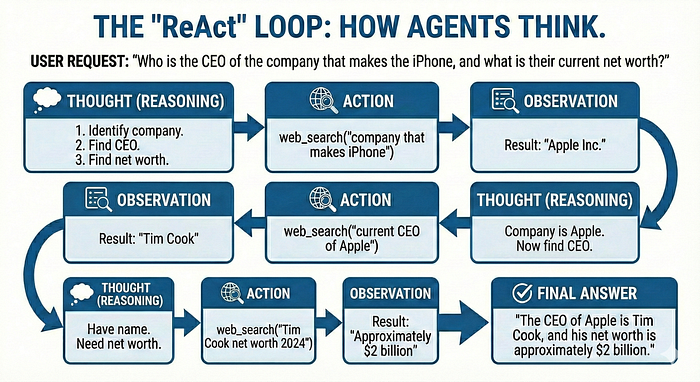 THE "ReAct" LOOP: HOW AGENTS THINK.
USER REQUEST: “Who is the CEO of the company that makes the iPhone, and what is their current net worth?”
THOUGHT (REASONING)
1. Identify company.
2. Find CEO.
3. Find net worth.
ACTION
web_search("company that
makes iPhone")
OBSERVATION
Result: "Apple Inc."
THOUGHT (REASONING)
Company is Apple.
Now find CEO.
ACTION
web_search("current CEO
of Apple")
OBSERVATION
Result: "Tim Cook"
THOUGHT
(REASONING)
Have name.
Need net worth.
ACTION
web_search("Tim
Cook net worth 2024")
OBSERVATION
Result:
"Approximately
$2 billion"
FINAL ANSWER
"The CEO of Apple is Tim
Cook, and his net worth is
approximately $2 billion."